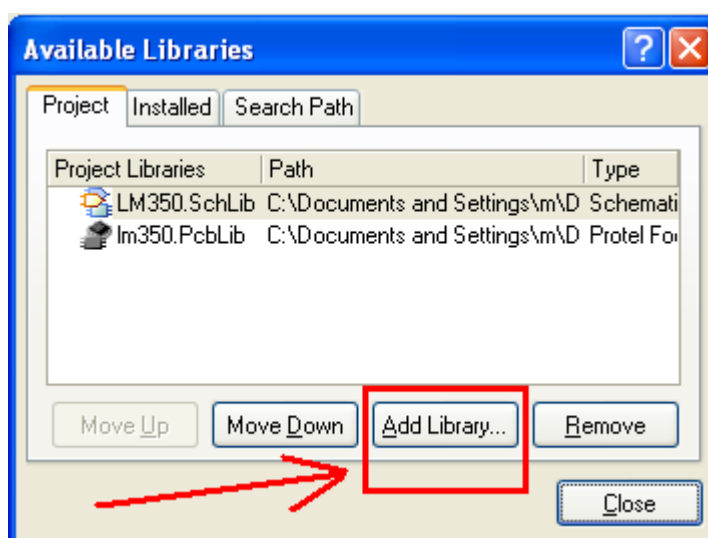 Available Libraries
Project Installed Search Path
Project Libraries Path Type
LM350.SchLib C:\Documents and Settings\m\D Schemati
lm350.PcbLib C:\Documents and Settings\m\D Protel Foo
Move Up Move Down Add Library... Remove
Close